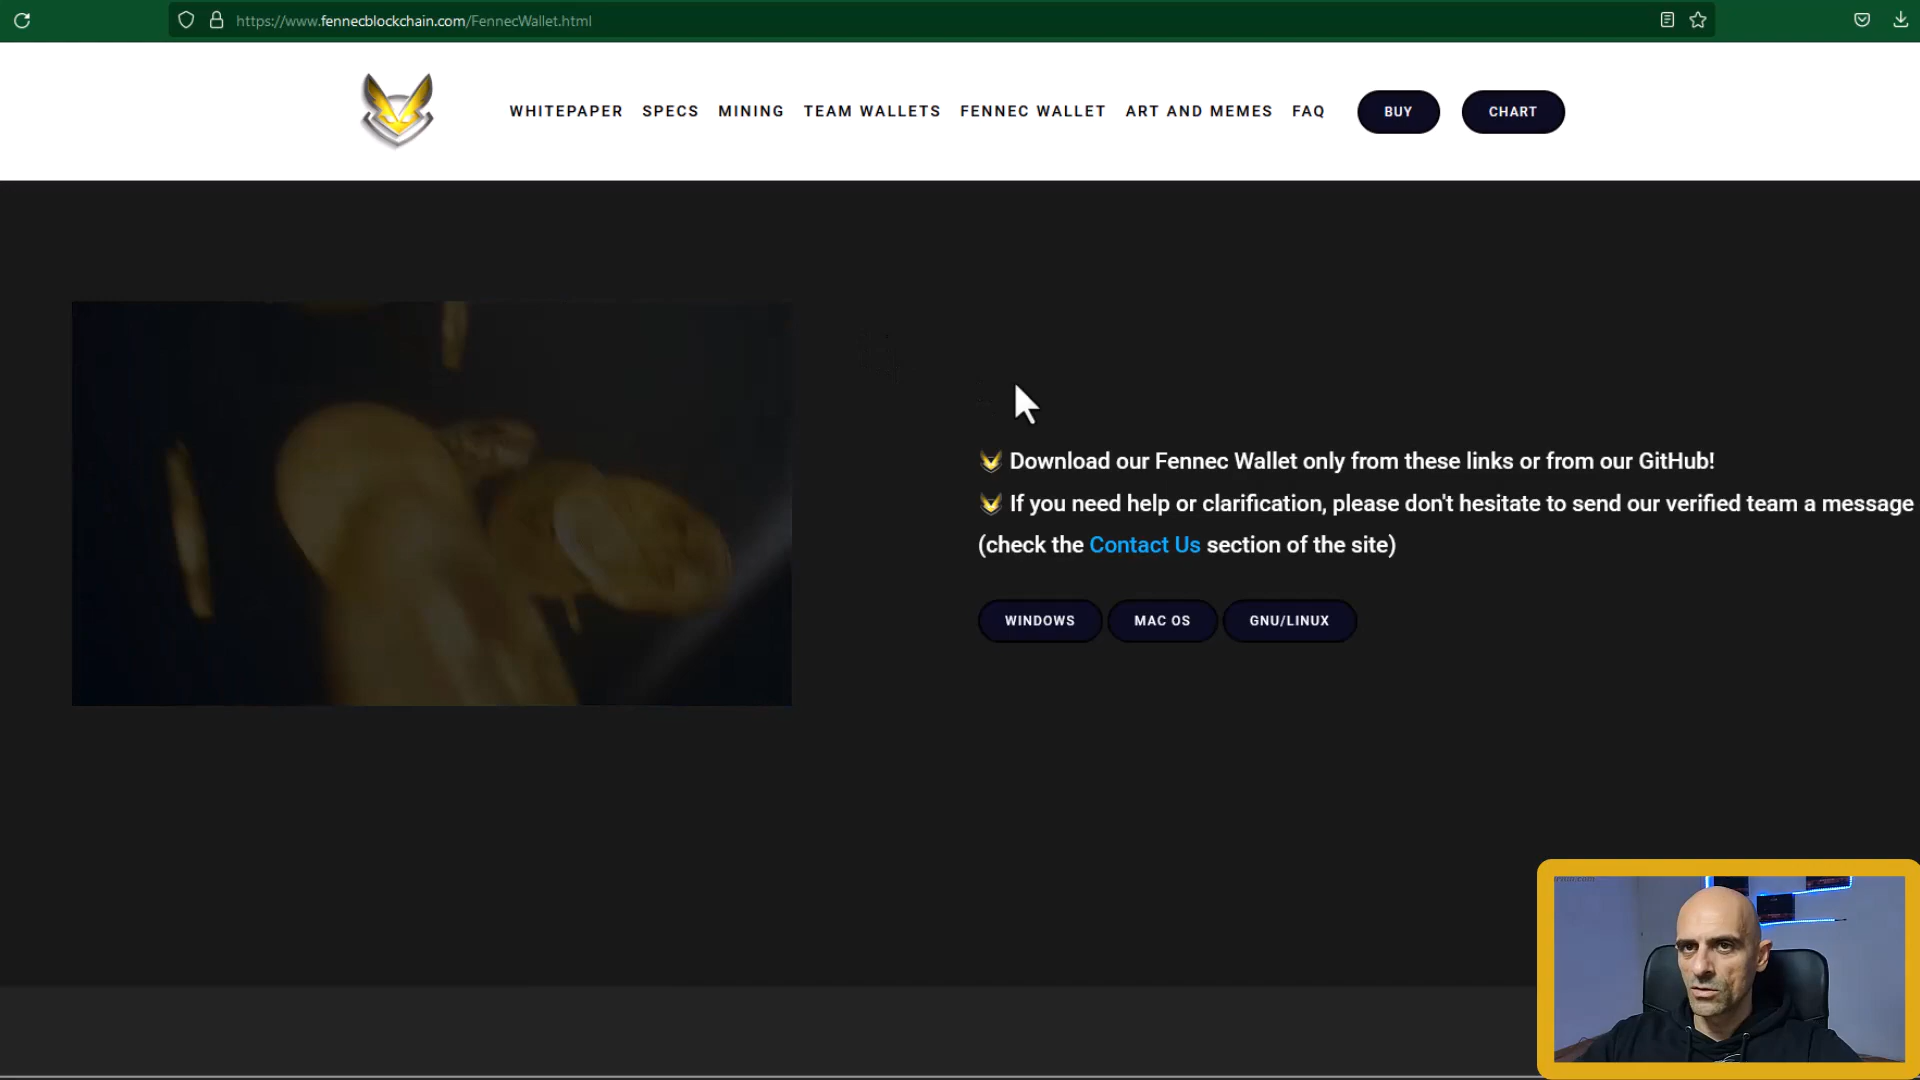 https://www.fennecblockchain.com/FennecWallet.html
WHITEPAPER SPECS MINING TEAM WALLETS FENNEC WALLET ART AND MEMES FAQ BUY CHART
Download our Fennec Wallet only from these links or from our GitHub!
If you need help or clarification, please don't hesitate to send our verified team a message
(check the Contact Us section of the site)
WINDOWS MAC OS GNU/LINUX